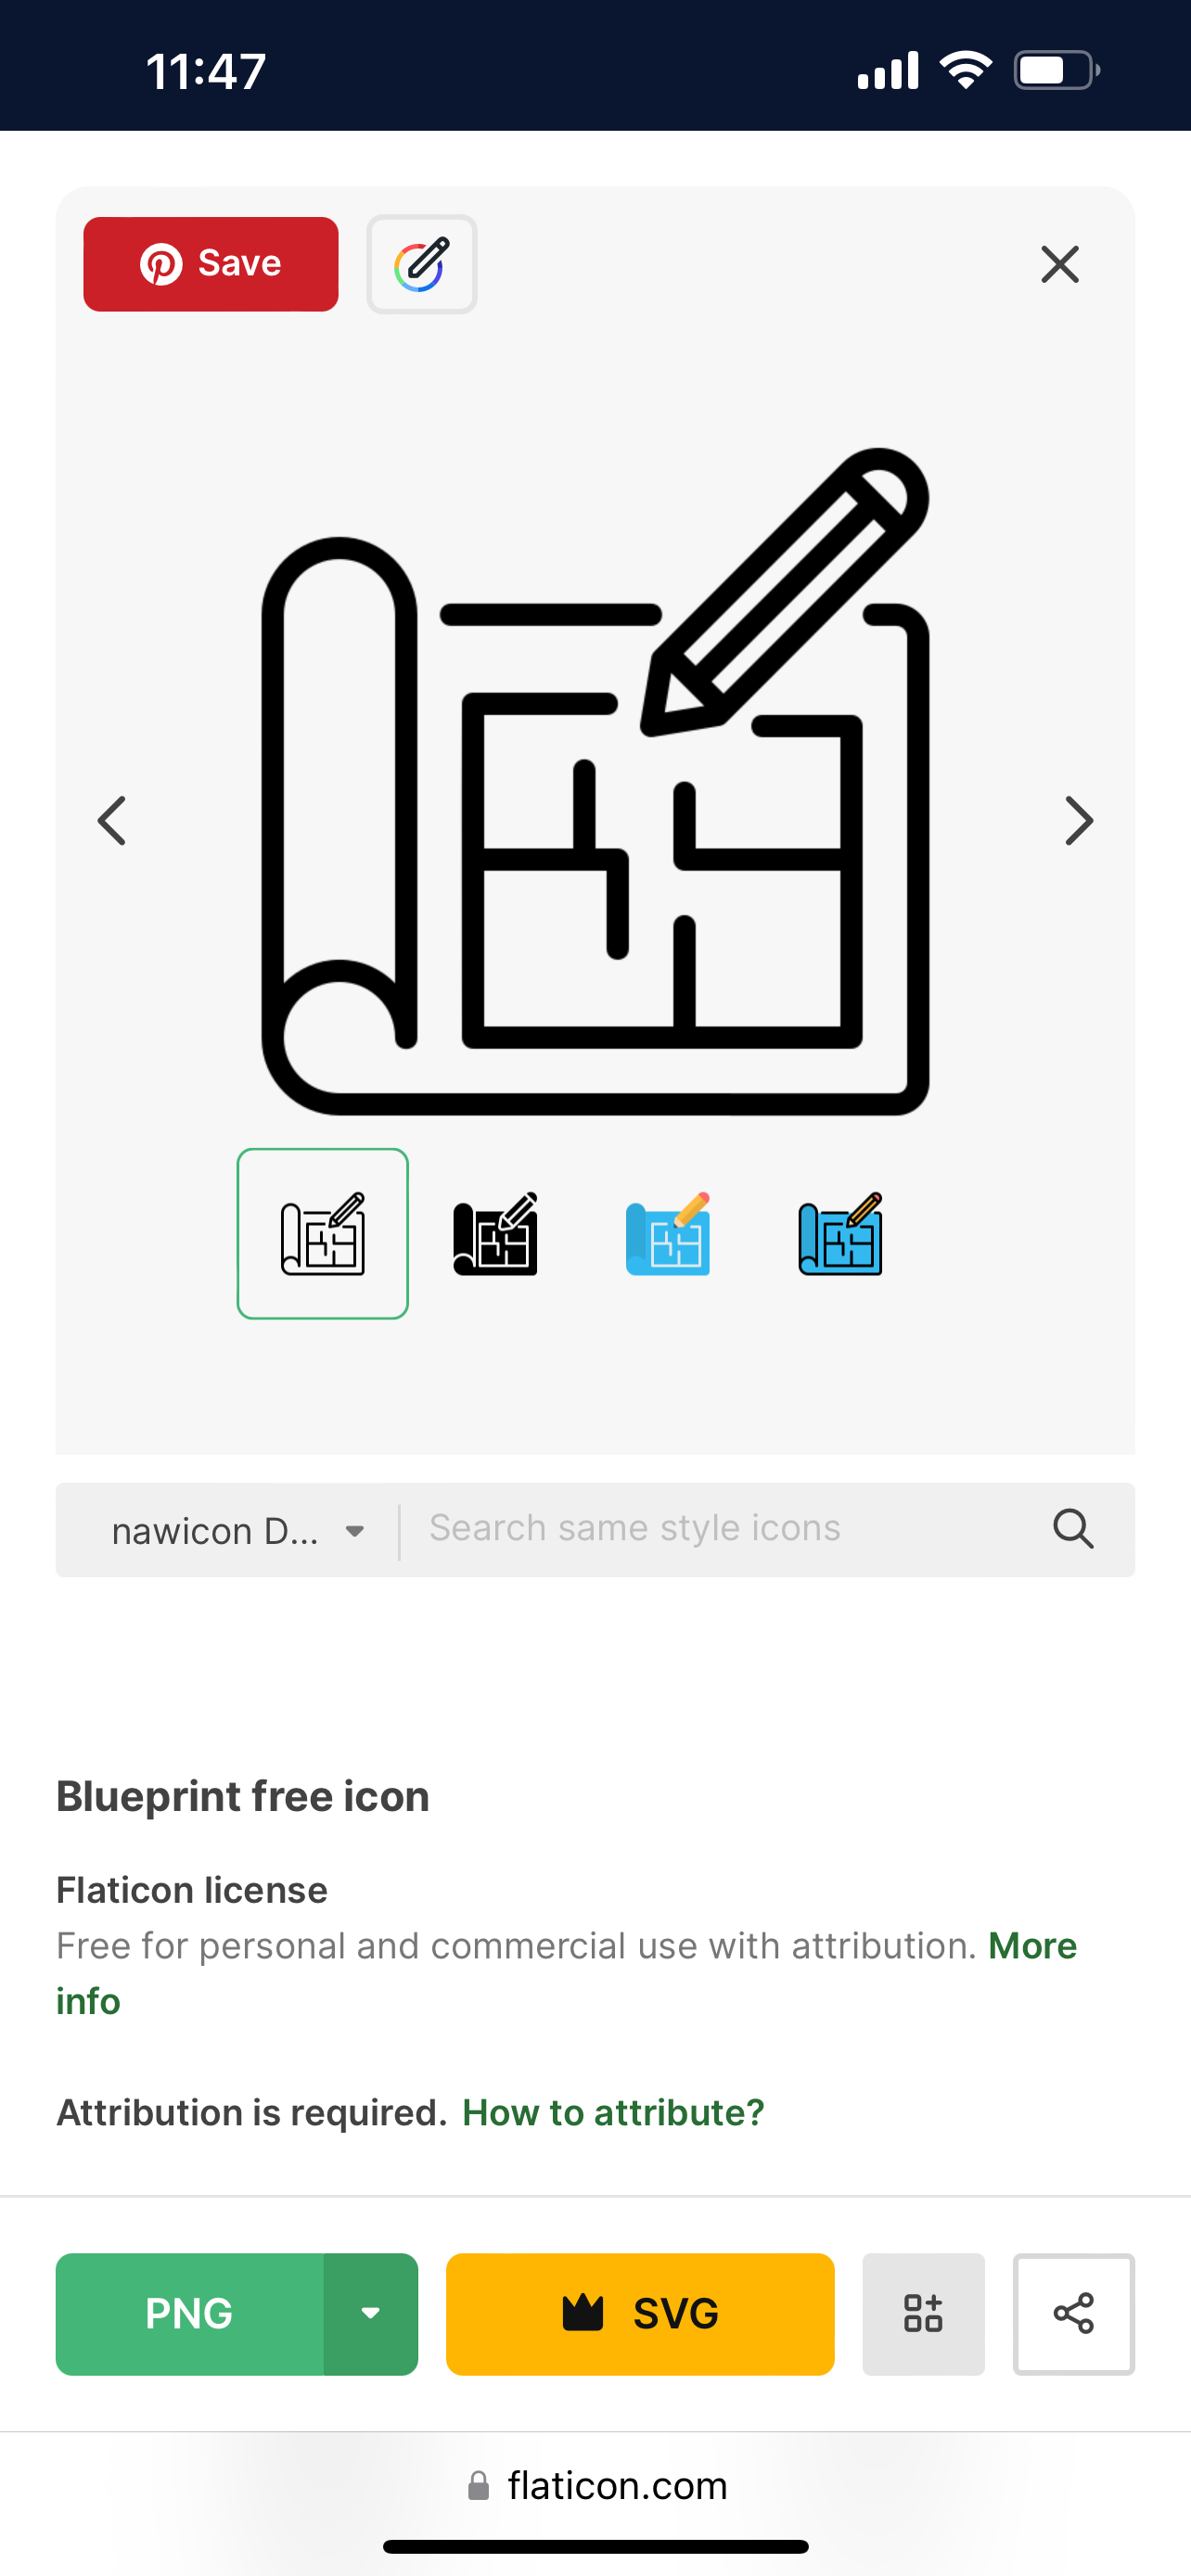 11:47
Save
nawicon D...
Search same style icons
Blueprint free icon
Flaticon license
Free for personal and commercial use with attribution. More
info
Attribution is required. How to attribute?
PNG
SVG
flaticon.com